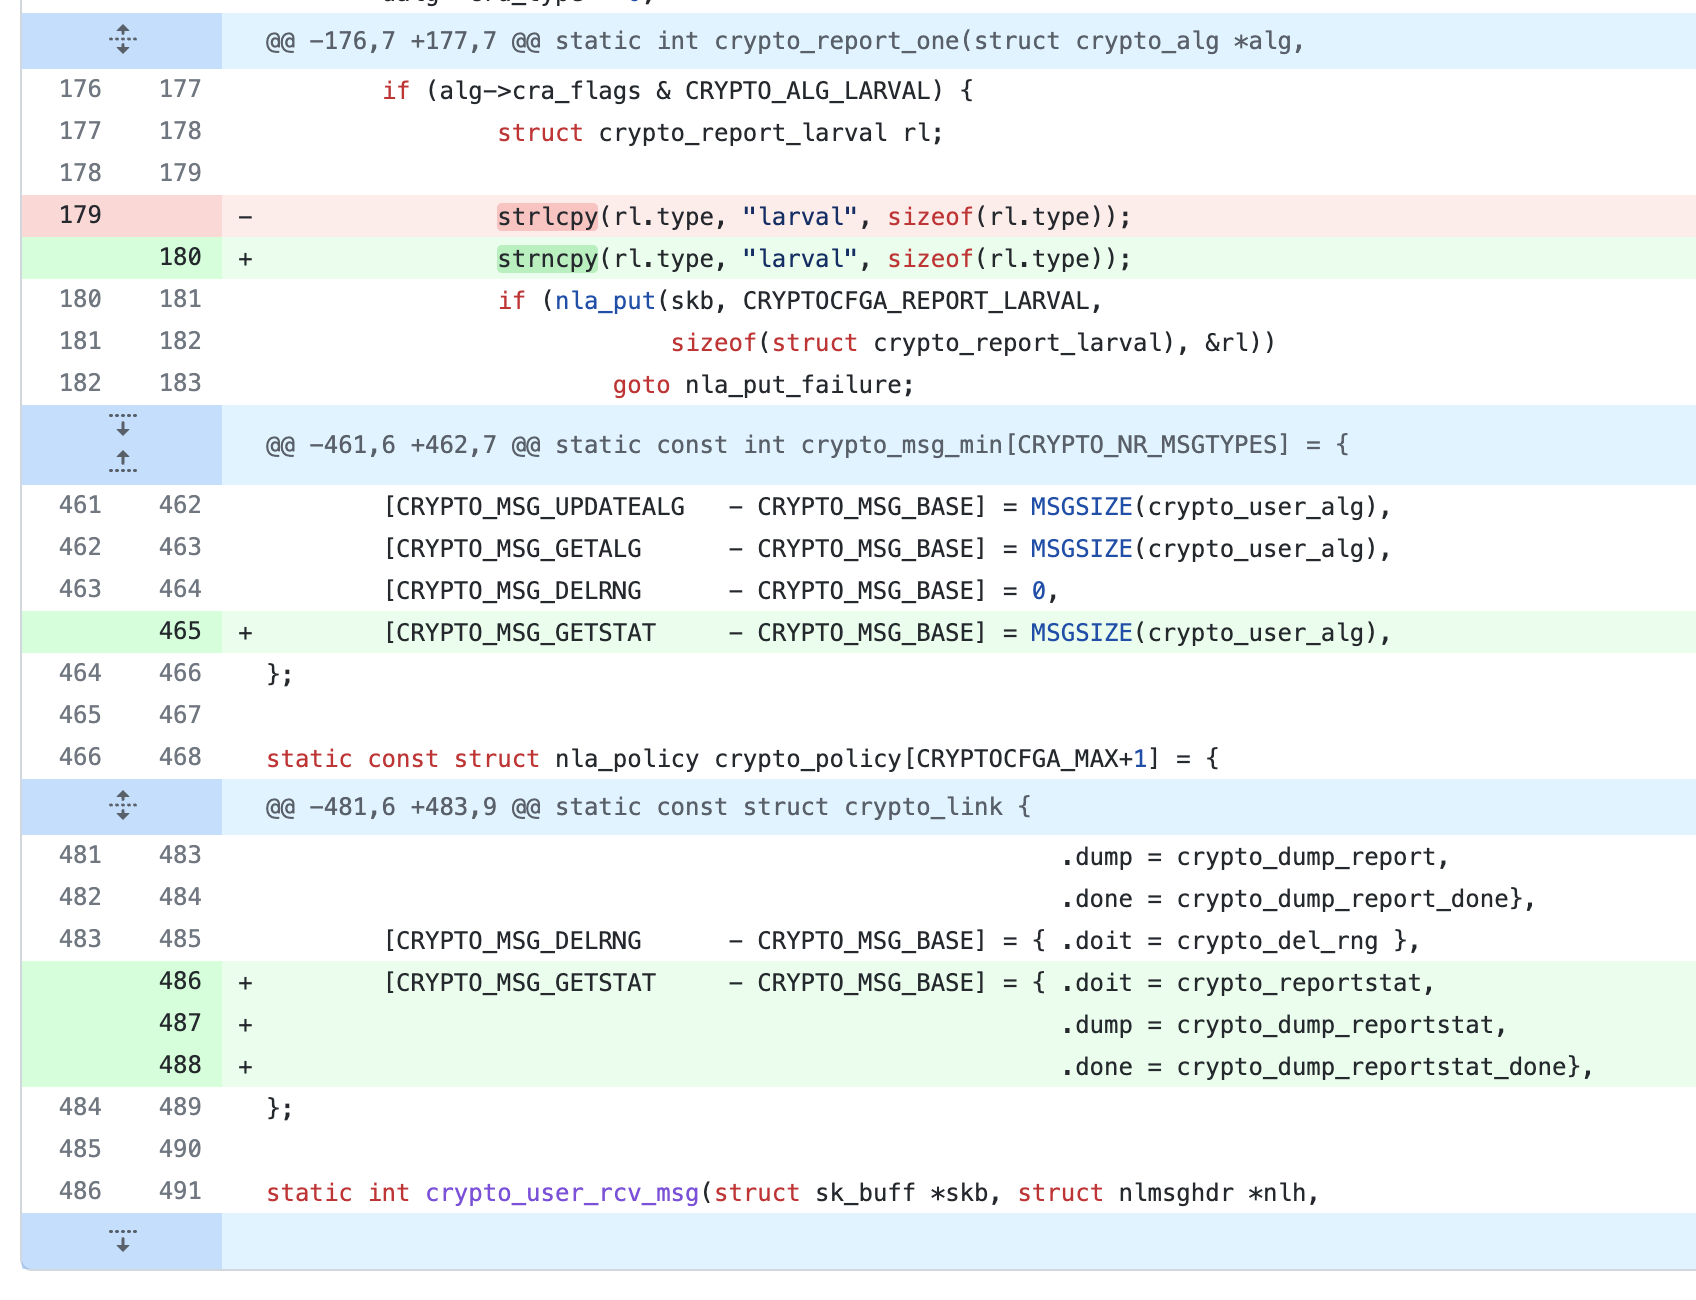 @@ -176,7 +177,7 @@ static int crypto_report_one(struct crypto_alg *alg,
176 177 if (alg->cra_flags & CRYPTO_ALG_LARVAL) {
177 178 struct crypto_report_larval rl;
178 179
179 - strlcpy(rl.type, "larval", sizeof(rl.type));
180 + strncpy(rl.type, "larval", sizeof(rl.type));
180 181 if (nla_put(skb, CRYPTOCFGA_REPORT_LARVAL,
181 182 sizeof(struct crypto_report_larval), &rl))
182 183 goto nla_put_failure;
@@ -461,6 +462,7 @@ static const int crypto_msg_min[CRYPTO_NR_MSGTYPES] = {
461 462 [CRYPTO_MSG_UPDATEALG - CRYPTO_MSG_BASE] = MSGSIZE(crypto_user_alg),
462 463 [CRYPTO_MSG_GETALG - CRYPTO_MSG_BASE] = MSGSIZE(crypto_user_alg),
463 464 [CRYPTO_MSG_DELRNG - CRYPTO_MSG_BASE] = 0,
465 + [CRYPTO_MSG_GETSTAT - CRYPTO_MSG_BASE] = MSGSIZE(crypto_user_alg),
464 466 };
465 467
466 468 static const struct nla_policy crypto_policy[CRYPTOCFGA_MAX+1] = {
@@ -481,6 +483,9 @@ static const struct crypto_link {
481 483 .dump = crypto_dump_report,
482 484 .done = crypto_dump_report_done},
483 485 [CRYPTO_MSG_DELRNG - CRYPTO_MSG_BASE] = { .doit = crypto_del_rng },
486 + [CRYPTO_MSG_GETSTAT - CRYPTO_MSG_BASE] = { .doit = crypto_reportstat,
487 + .dump = crypto_dump_reportstat,
488 + .done = crypto_dump_reportstat_done},
484 489 };
485 490
486 491 static int crypto_user_rcv_msg(struct sk_buff *skb, struct nlmsghdr *nlh,